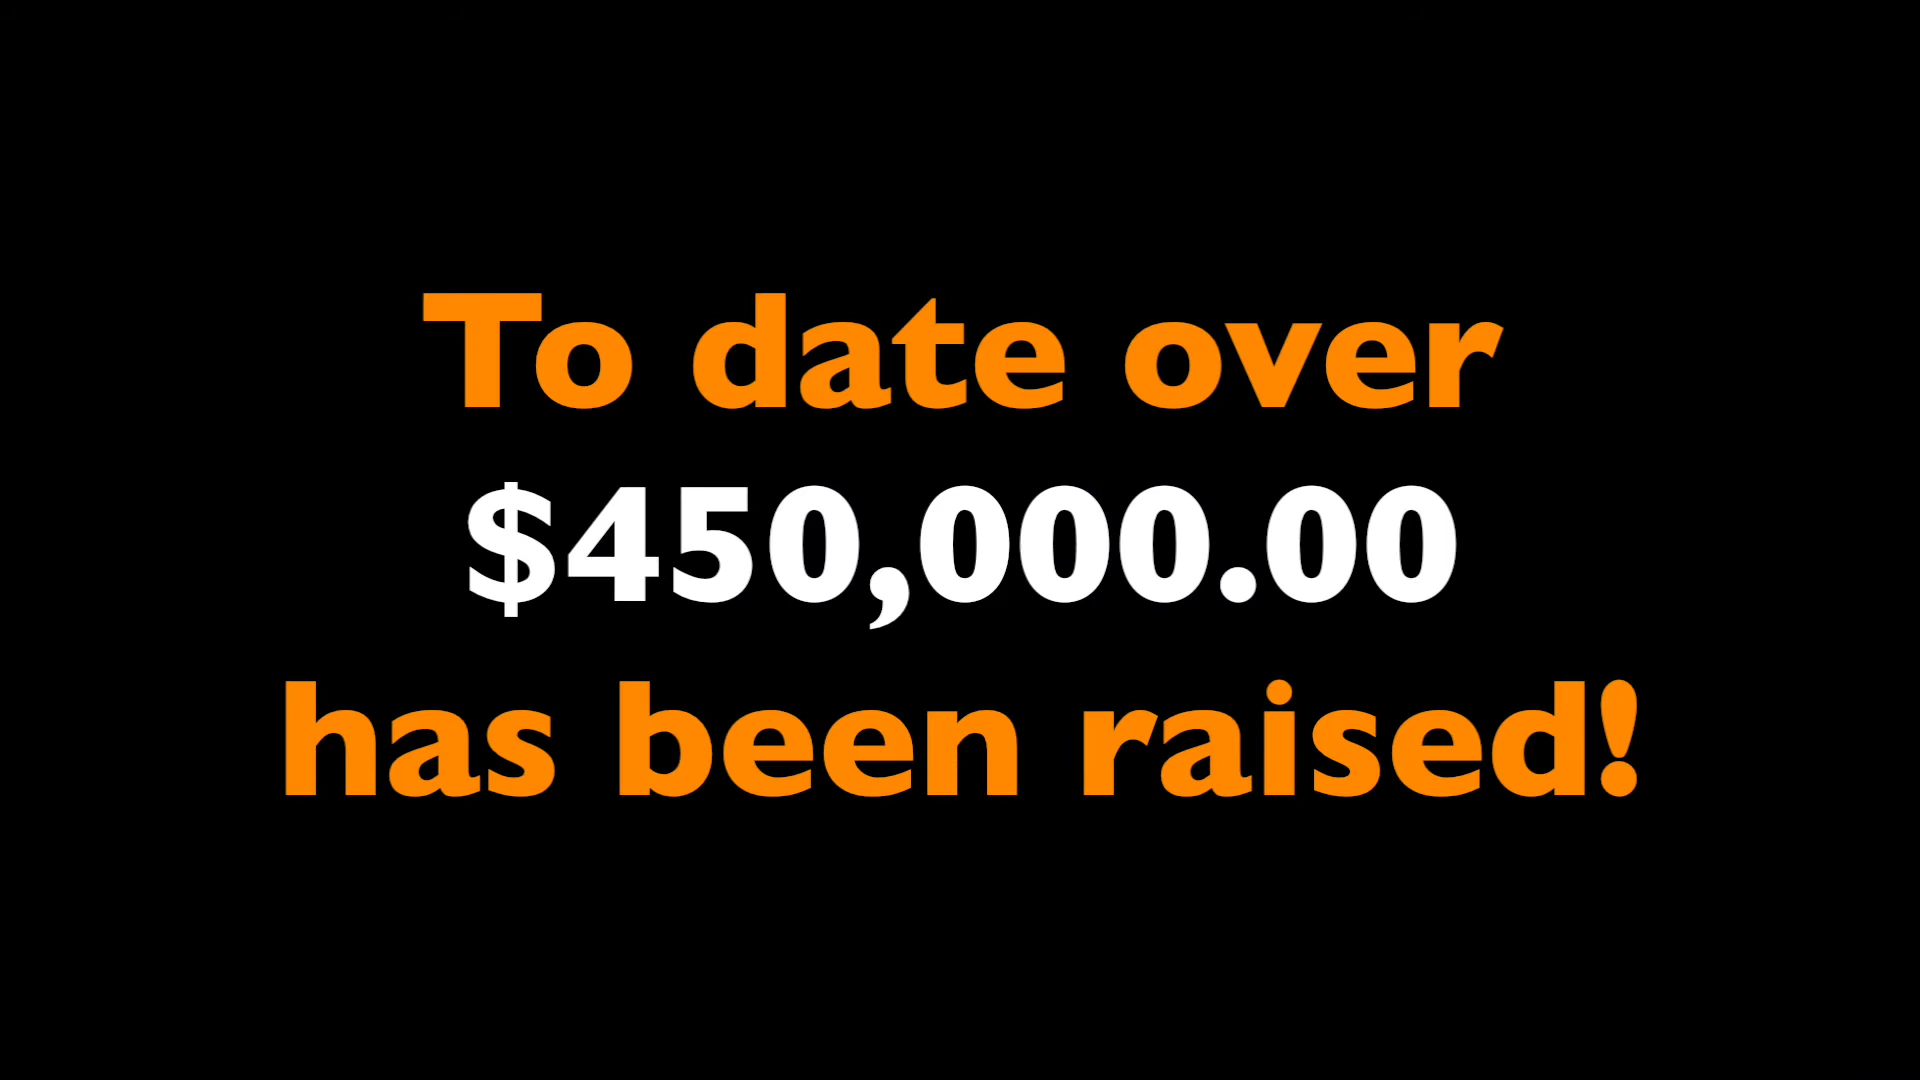 To date over
$450,000.00
has been raised!